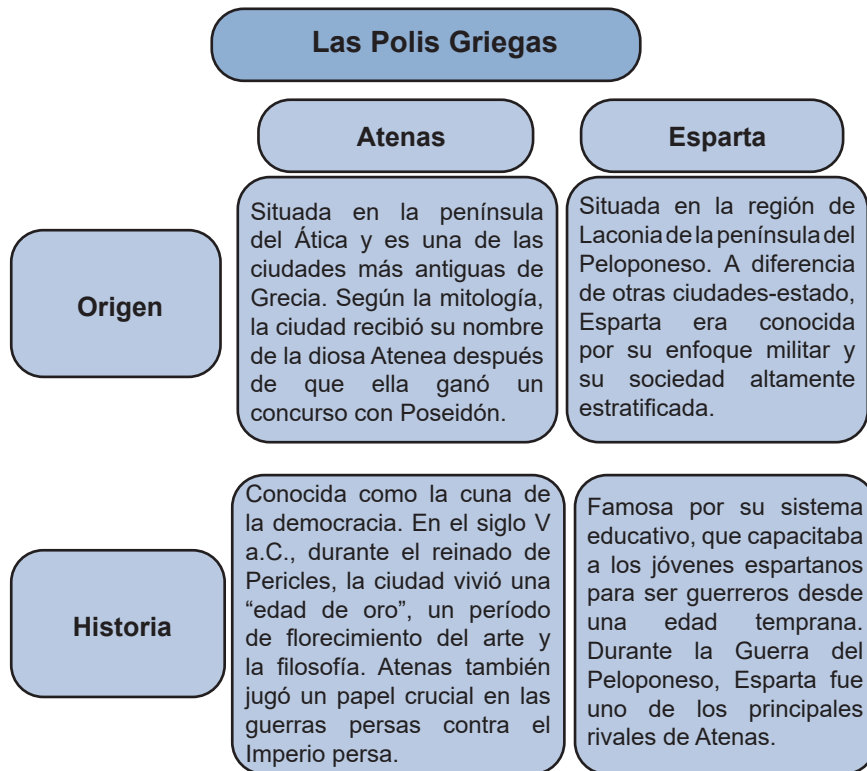 Las Polis Griegas
Atenas
Esparta
Origen
Situada en la península
del Ática y es una de las
ciudades más antiguas de
Grecia. Según la mitología,
la ciudad recibió su nombre
de la diosa Atenea después
de que ella ganó un
concurso con Poseidón.
Situada en la región de
Laconia de la península del
Peloponeso. A diferencia
de otras ciudades-estado,
Esparta era conocida
por su enfoque militar y
su sociedad altamente
estratificada.
Historia
Conocida como la cuna de
la democracia. En el siglo V
a.C., durante el reinado de
Pericles, la ciudad vivió una
“edad de oro”, un período
de florecimiento del arte y
la filosofía. Atenas también
jugó un papel crucial en las
guerras persas contra el
Imperio persa.
Famosa por su sistema
educativo, que capacitaba
a los jóvenes espartanos
para ser guerreros desde
una edad temprana.
Durante la Guerra del
Peloponeso, Esparta fue
uno de los principales
rivales de Atenas.